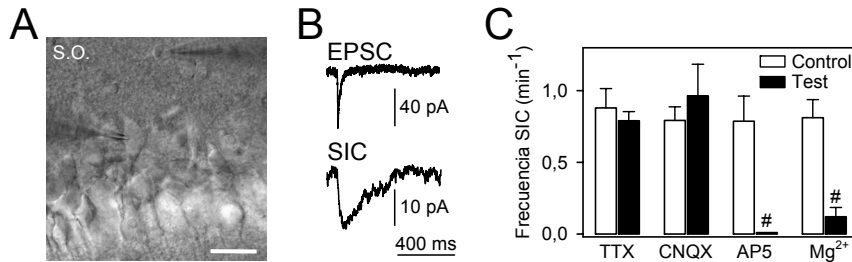 A
S.O.
B
EPSC
40 pA
SIC
10 pA
400 ms
C
Frecuencia SIC (min⁻¹)
1,0
0,5
0,0
Control
Test
#
#
TTX
CNQX
AP5
Mg²⁺